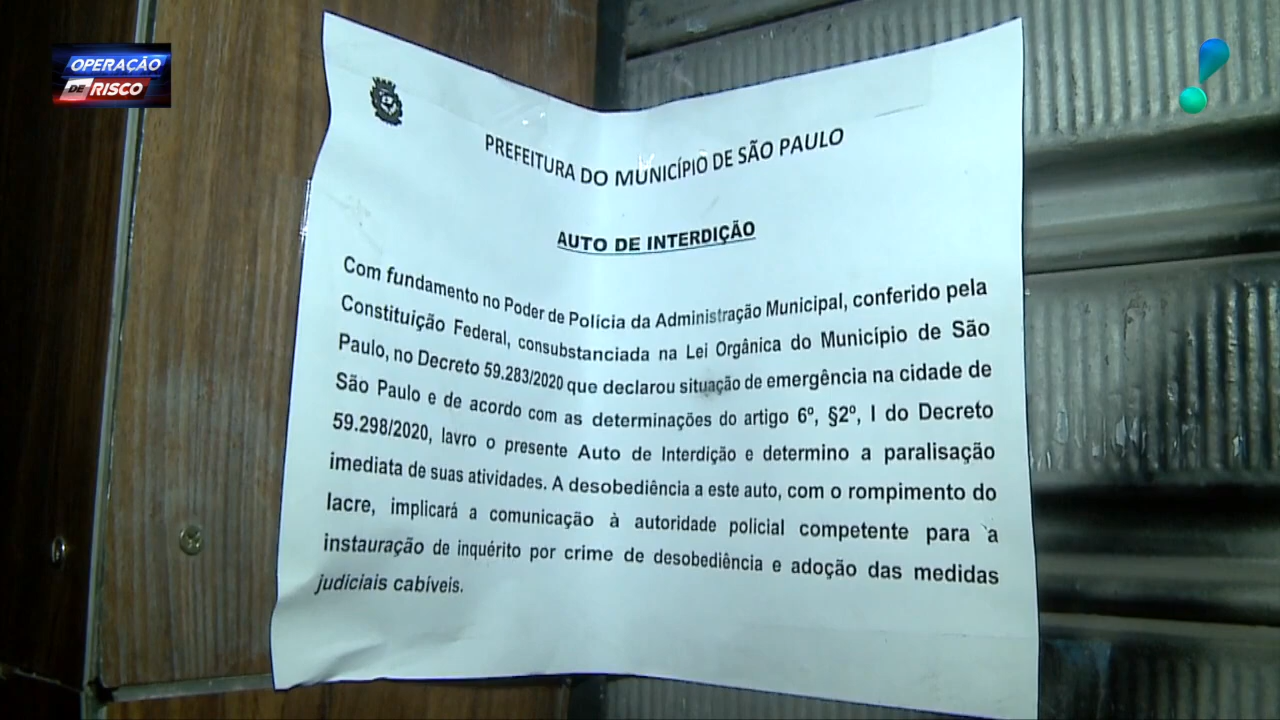 OPERAÇÃO
DE RISCO
PREFEITURA DO MUNICÍPIO DE SÃO PAULO
AUTO DE INTERDIÇÃO
Com fundamento no Poder de Polícia da Administração Municipal, conferido pela
Constituição Federal, consubstanciada na Lei Orgânica do Município de São
Paulo, no Decreto 59.283/2020 que declarou situação de emergência na cidade de
São Paulo e de acordo com as determinações do artigo 6º, §2º, I do Decreto
59.298/2020, lavro o presente Auto de Interdição e determino a paralisação
imediata de suas atividades. A desobediência a este auto, com o rompimento do
lacre, implicará a comunicação à autoridade policial competente para a
instauração de inquérito por crime de desobediência e adoção das medidas
judiciais cabíveis.